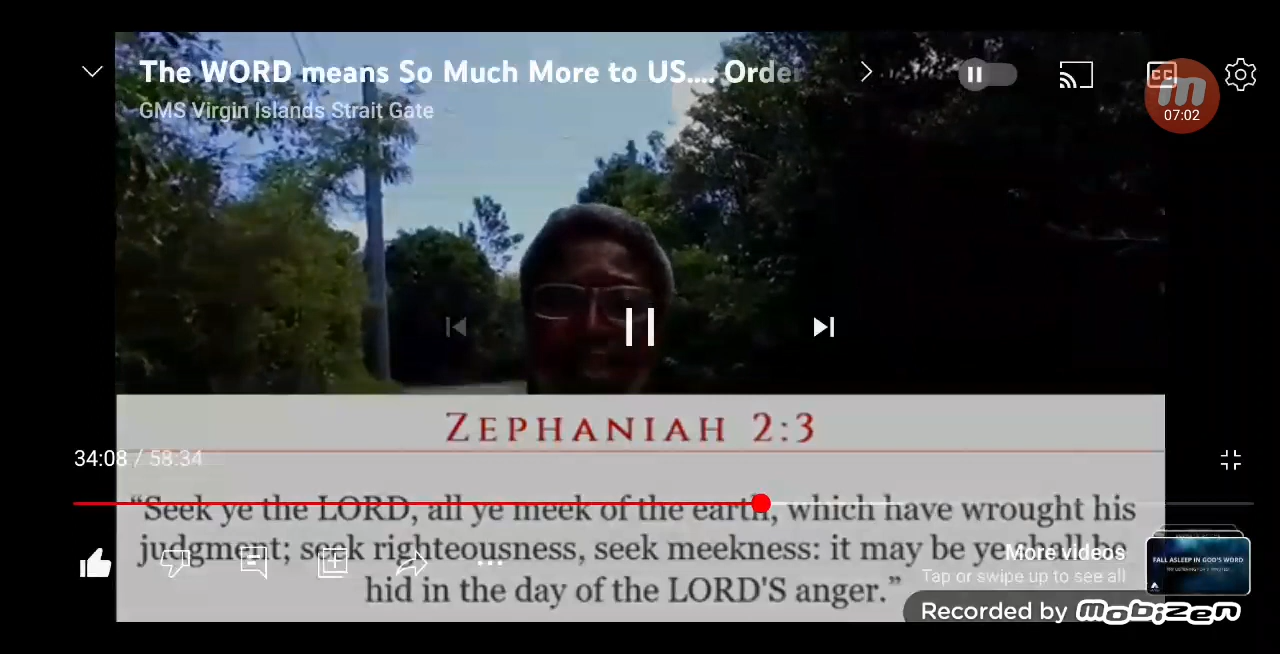 The WORD means So Much More to US.... Order
GMS Virgin Islands Strait Gate
CC
07:02
ZEPHANIAH 2:3
34:08 / 58:34
“Seek ye the LORD, all ye meek of the earth, which have wrought his
judgment; seek righteousness, seek meekness: it may be ye shall be
hid in the day of the LORD'S anger.”
More videos
Tap or swipe up to see all
FALL ASLEEP IN GOD'S WORD
Recorded by mobizen